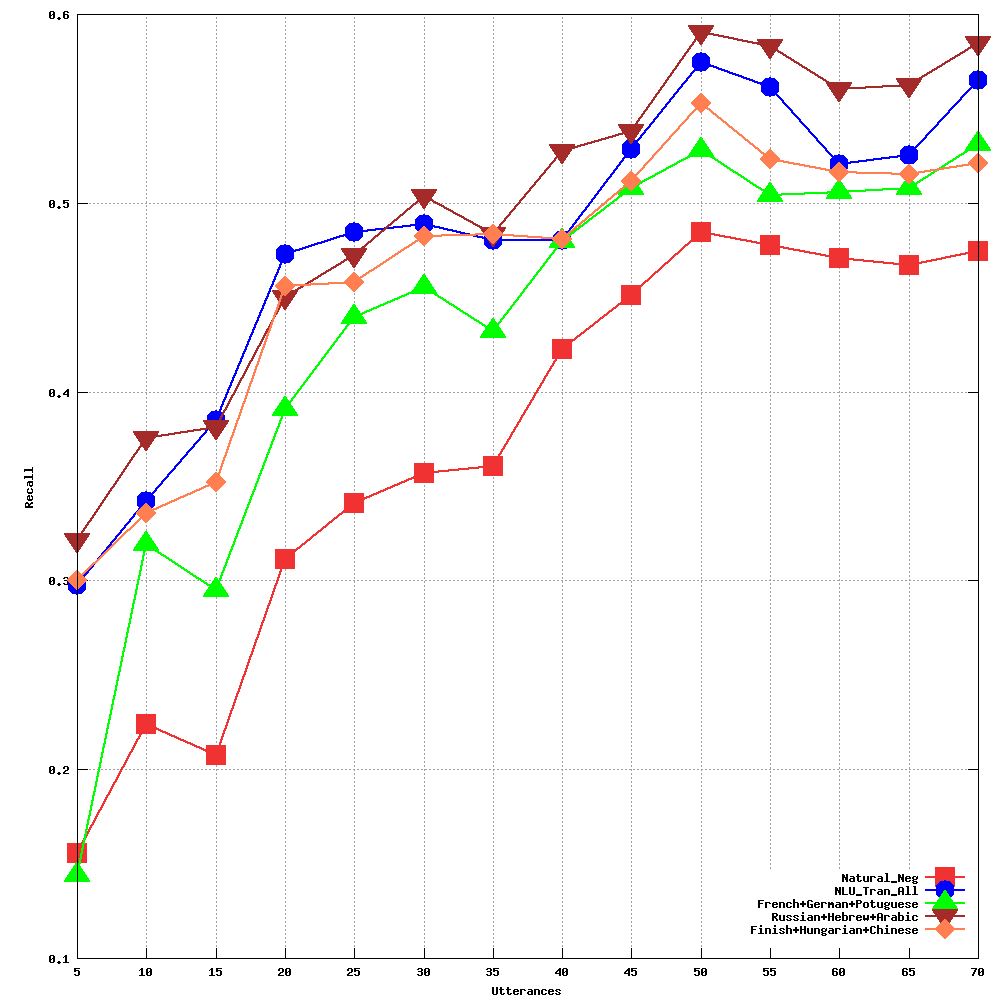 0.6
0.5
0.4
0.3
0.2
0.1
Recall
5 10 15 20 25 30 35 40 45 50 55 60 65 70
Utterances
Natural_Neg
NLU_Tran_All
French+German+Potuguese
Russian+Hebrew+Arabic
Finish+Hungarian+Chinese